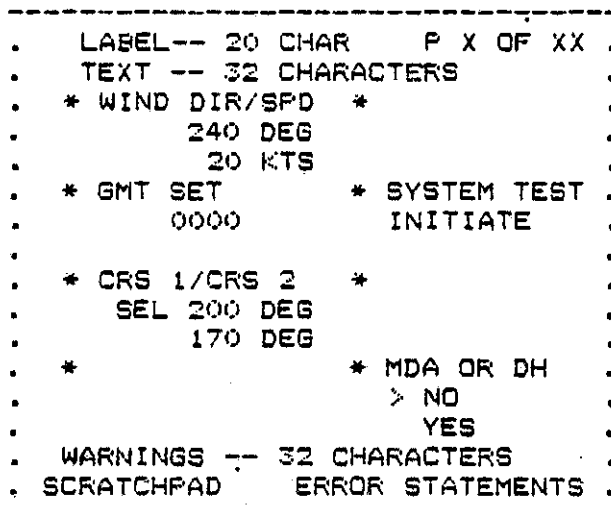 LABEL-- 20 CHAR P X OF XX
TEXT -- 32 CHARACTERS
* WIND DIR/SPD *
240 DEG
20 KTS
* GMT SET * SYSTEM TEST
0000 INITIATE
* CRS 1/CRS 2 *
SEL 200 DEG
170 DEG
* * MDA OR DH
> NO
YES
WARNINGS -- 32 CHARACTERS
SCRATCHPAD ERROR STATEMENTS